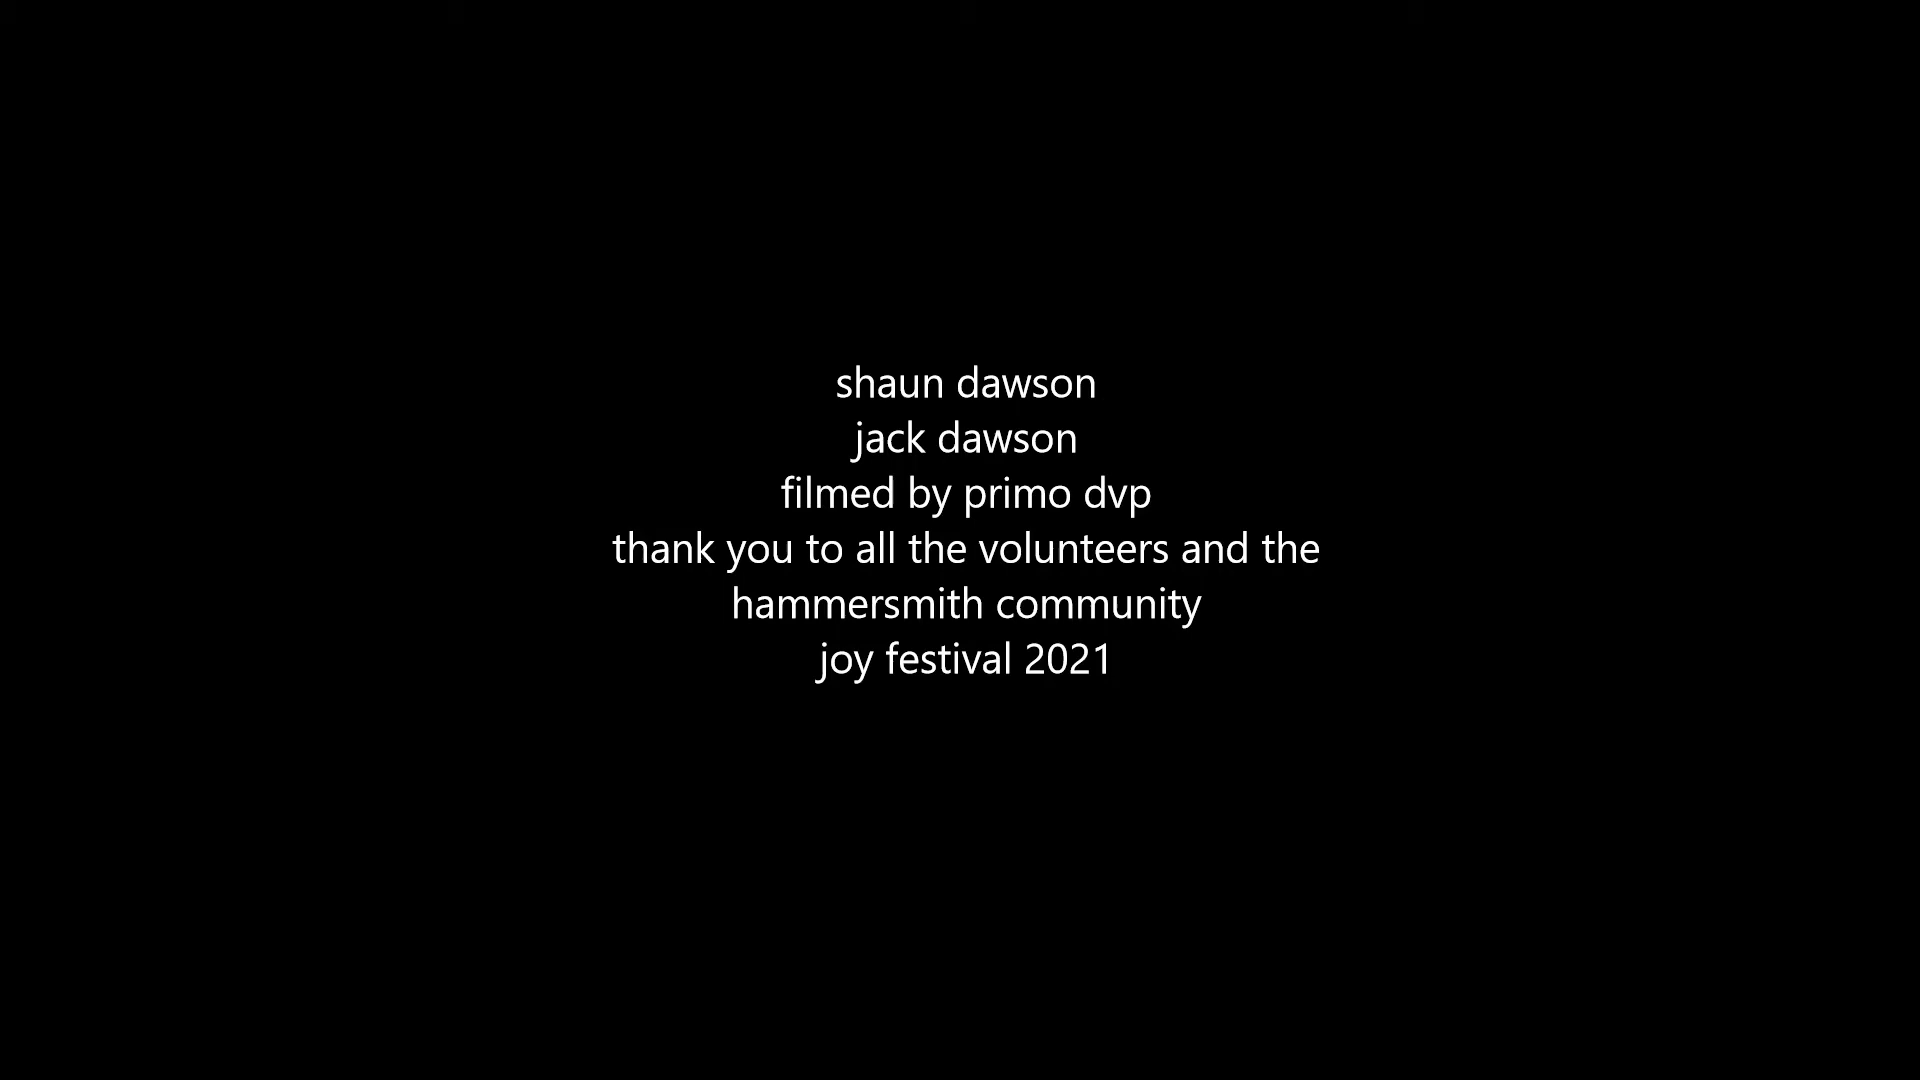 shaun dawson
jack dawson
filmed by primo dvp
thank you to all the volunteers and the
hammersmith community
joy festival 2021